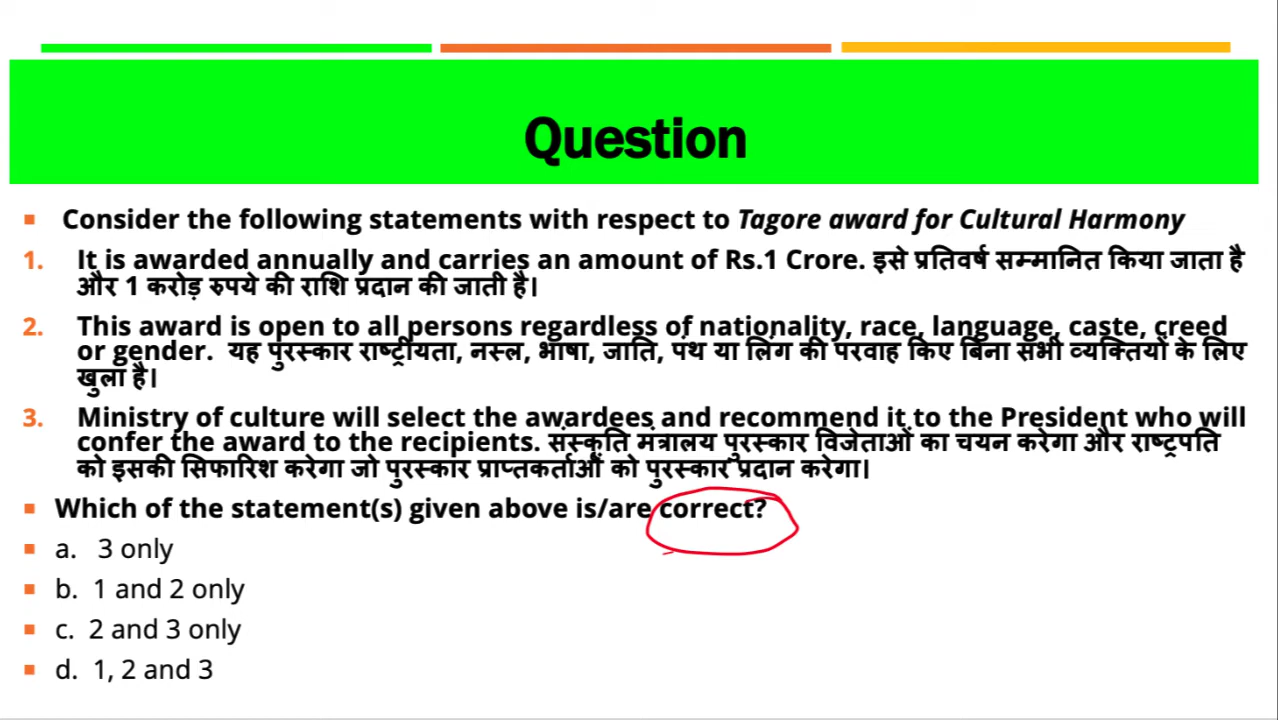 Question
Consider the following statements with respect to Tagore award for Cultural Harmony
1. It is awarded annually and carries an amount of Rs.1 Crore. इसे प्रतिवर्ष सम्मानित किया जाता है
और 1 करोड़ रुपये की राशि प्रदान की जाती है।
2. This award is open to all persons regardless of nationality, race, language, caste, creed
or gender. यह पुरस्कार राष्ट्रीयता, नस्ल, भाषा, जाति, पंथ या लिंग की परवाह किए बिना सभी व्यक्तियों के लिए
खुला है।
3. Ministry of culture will select the awardees and recommend it to the President who will
confer the award to the recipients. संस्कृति मंत्रालय पुरस्कार विजेताओं का चयन करेगा और राष्ट्रपति
को इसकी सिफारिश करेगा जो पुरस्कार प्राप्तकर्ताओं को पुरस्कार प्रदान करेगा।
Which of the statement(s) given above is/are correct?
a. 3 only
b. 1 and 2 only
c. 2 and 3 only
d. 1, 2 and 3